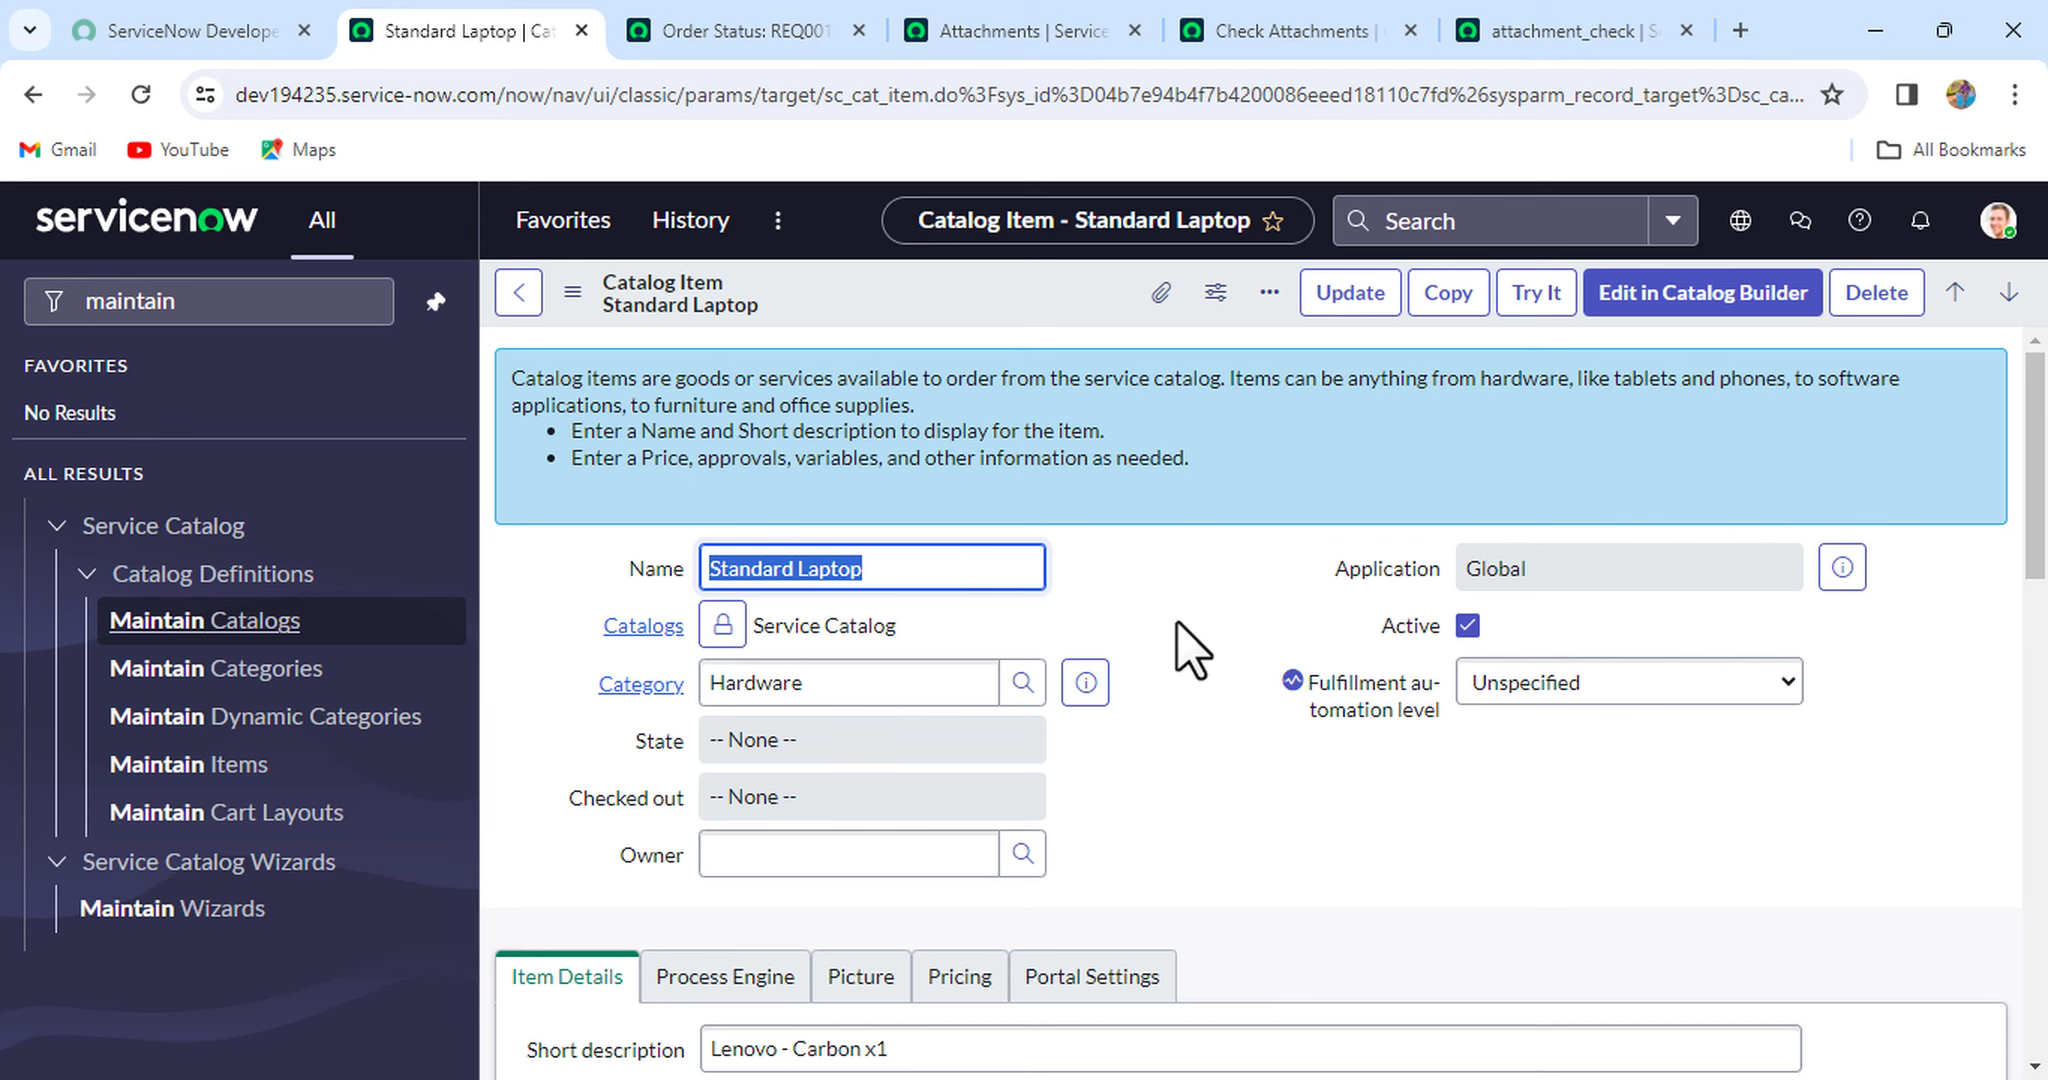 ServiceNow Develope
Standard Laptop | Cat
Order Status: REQ001
Attachments | Service
Check Attachments |
attachment_check | S
dev194235.service-now.com/now/nav/ui/classic/params/target/sc_cat_item.do%3Fsys_id%3D04b7e94b4f7b4200086eeed18110c7fd%26sysparm_record_target%3Dsc_ca...
Gmail
YouTube
Maps
All Bookmarks
servicenow
All
Favorites
History
Catalog Item - Standard Laptop
Search
maintain
FAVORITES
No Results
ALL RESULTS
Service Catalog
Catalog Definitions
Maintain Catalogs
Maintain Categories
Maintain Dynamic Categories
Maintain Items
Maintain Cart Layouts
Service Catalog Wizards
Maintain Wizards
Catalog Item
Standard Laptop
Update
Copy
Try It
Edit in Catalog Builder
Delete
Catalog items are goods or services available to order from the service catalog. Items can be anything from hardware, like tablets and phones, to software
applications, to furniture and office supplies.
• Enter a Name and Short description to display for the item.
• Enter a Price, approvals, variables, and other information as needed.
Name
Standard Laptop
Application
Global
Catalogs
Service Catalog
Active
Category
Hardware
Fulfillment au-
tomation level
Unspecified
State
-- None --
Checked out
-- None --
Owner
Item Details
Process Engine
Picture
Pricing
Portal Settings
Short description
Lenovo - Carbon x1